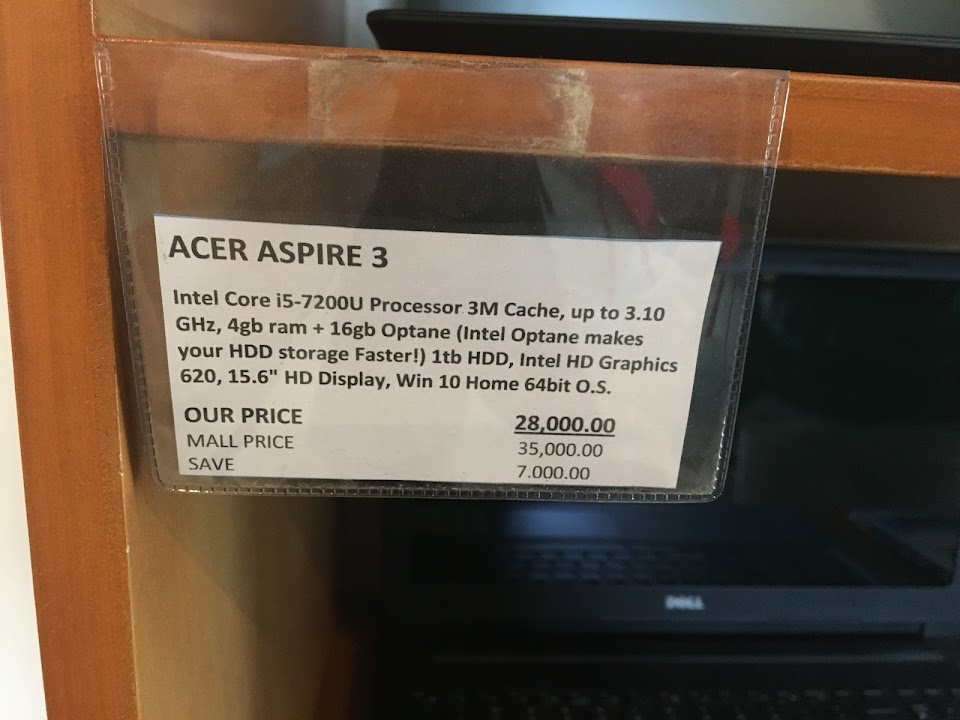 ACER ASPIRE 3
Intel Core i5-7200U Processor 3M Cache, up to 3.10
GHz, 4gb ram + 16gb Optane (Intel Optane makes
your HDD storage Faster!) 1tb HDD, Intel HD Graphics
620, 15.6" HD Display, Win 10 Home 64bit O.S.
OUR PRICE 28,000.00
MALL PRICE 35,000.00
SAVE 7.000.00
DELL